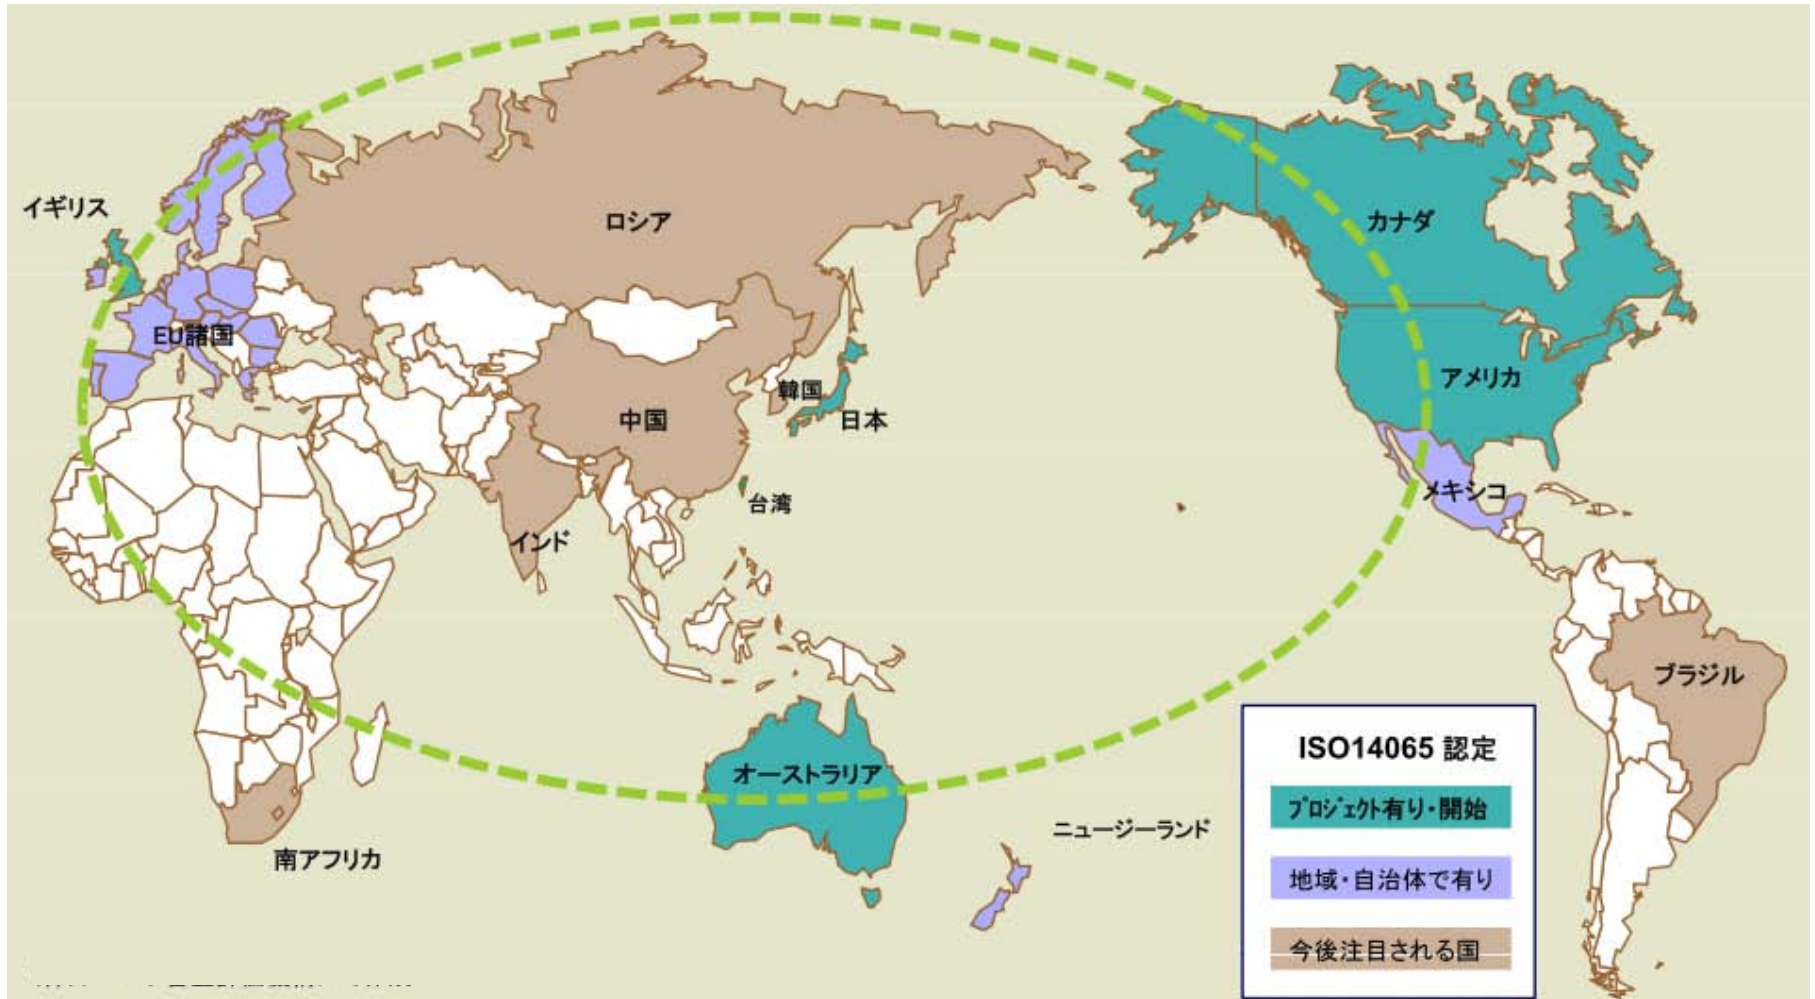 イギリス
ロシア
カナダ
EU諸国
アメリカ
韓国
中国
日本
メキシコ
台湾
インド
ブラジル
オーストラリア
ニュージーランド
南アフリカ
ISO14065 認定
プロジェクト有り・開始
地域・自治体で有り
今後注目される国